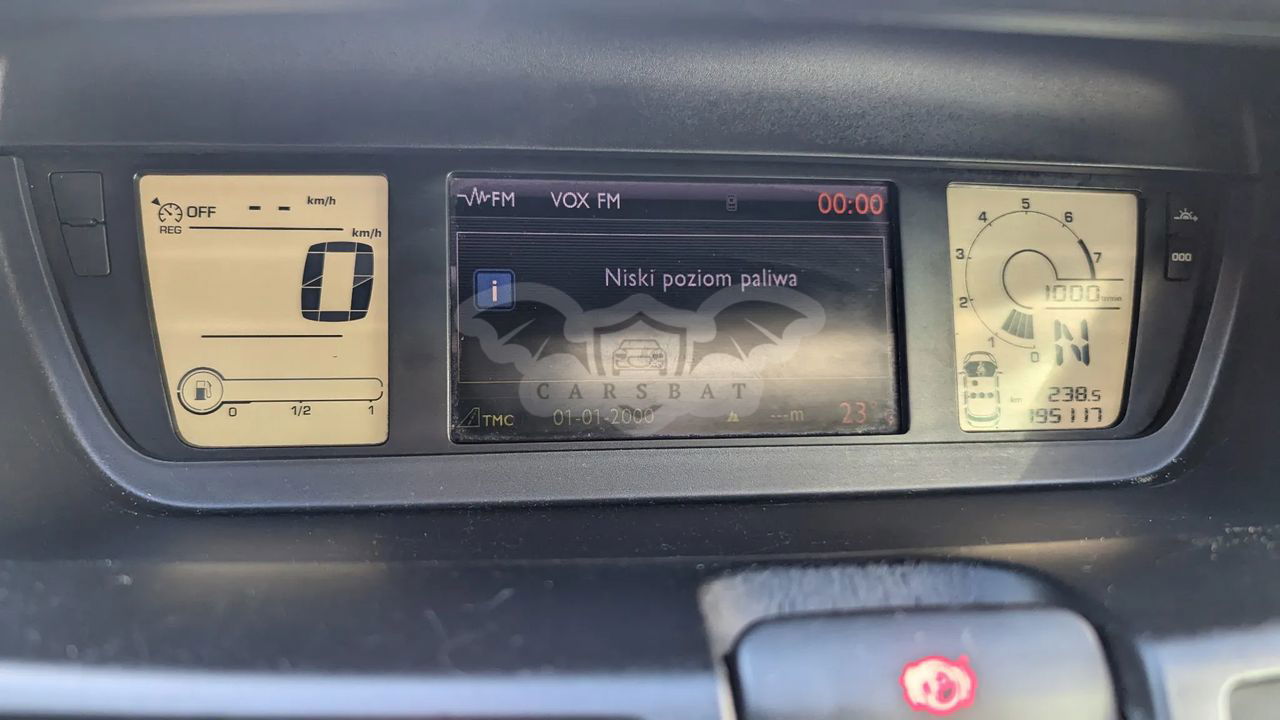 OFF -- km/h
REG
km/h
0
0 1/2 1
FM VOX FM 00:00
i Niski poziom paliwa
CARSBAT
TMC 01-01-2000 ---m 23°
0 1 2 3 4 5 6 7
1000
N
238.5
km 195117
000